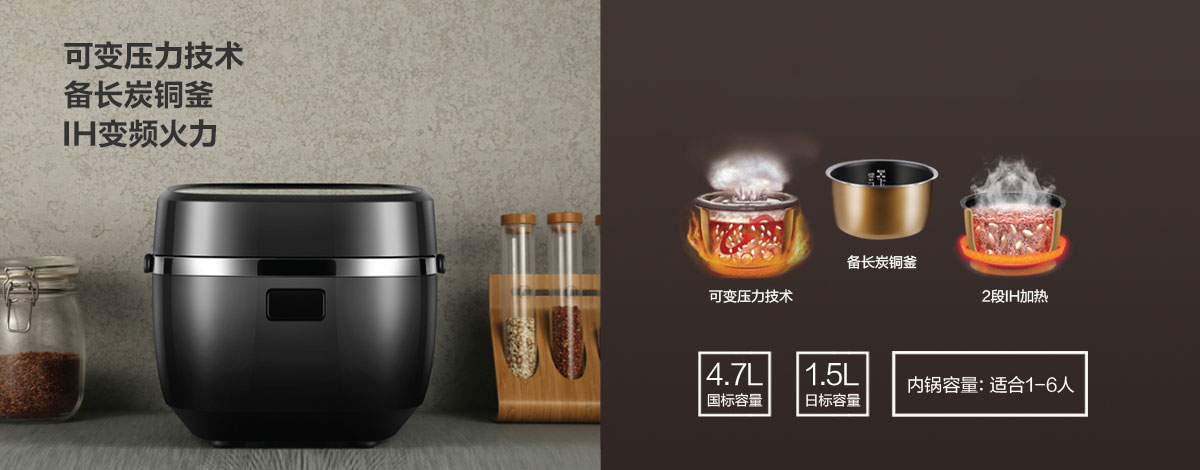 可变压力技术
备长炭铜釜
IH变频火力
可变压力技术
备长炭铜釜
2段IH加热
4.7L
国标容量
1.5L
日标容量
内锅容量: 适合1-6人